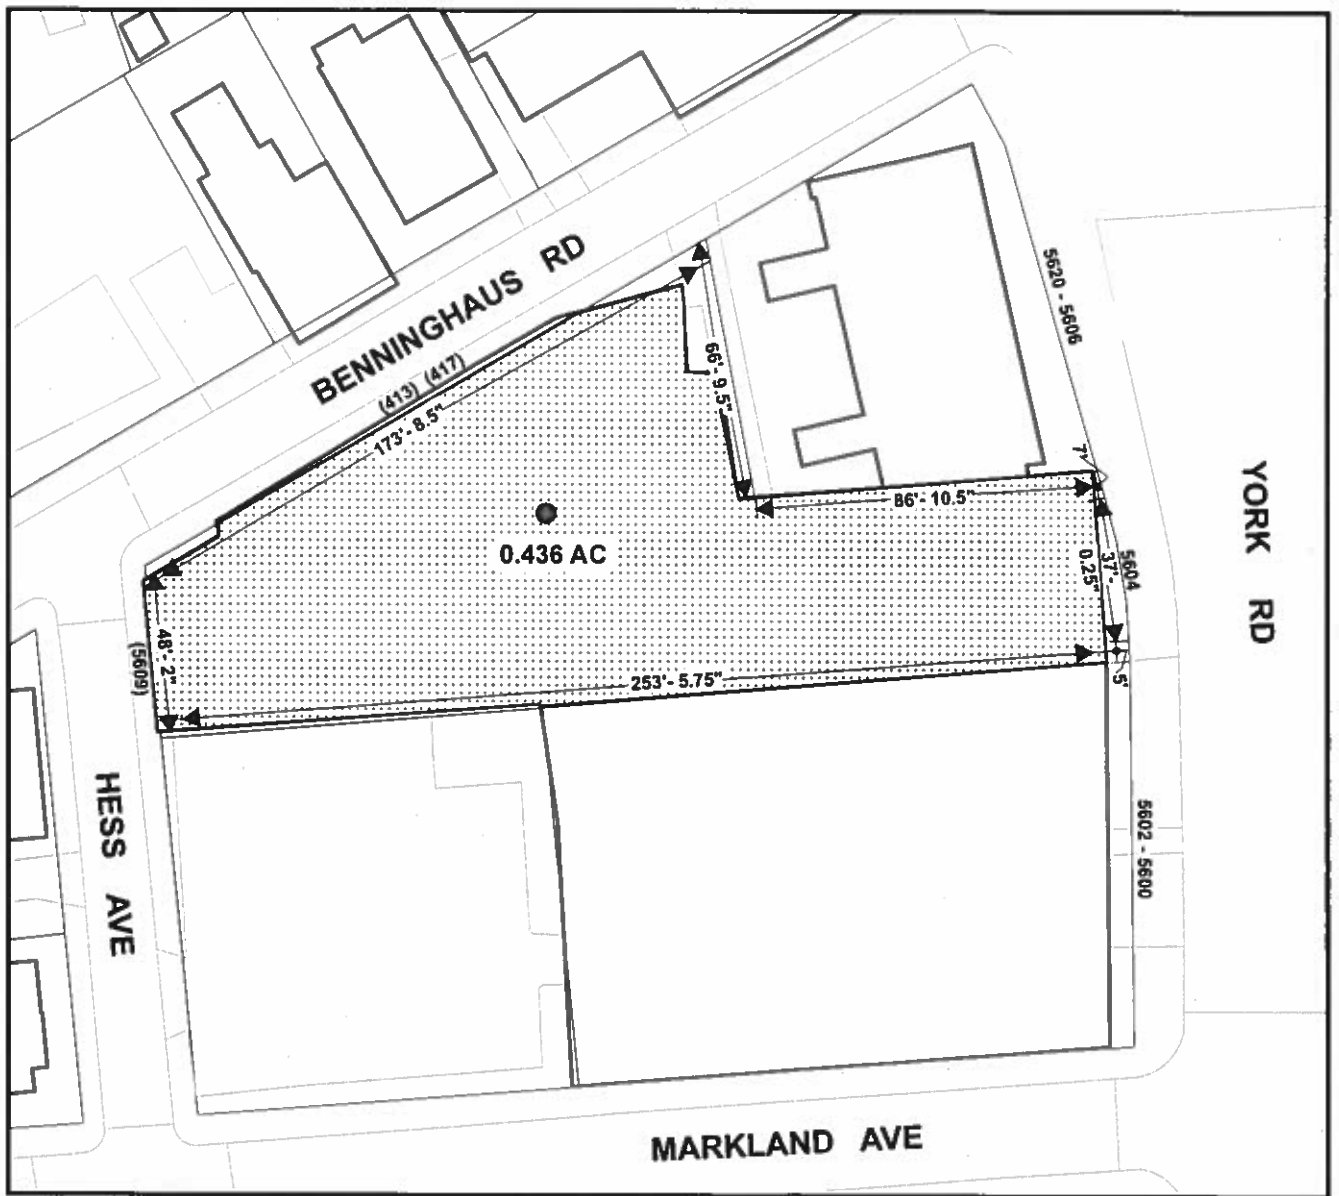 BENNINGHAUS RD
(413) (417)
173'- 8.5"
66'- 9.5"
5620 - 5606
7'
86'- 10.5"
YORK RD
0.436 AC
37'-
0.25"
5604
48'- 2"
(5609)
253'- 5.75"
5'
HESS AVE
5602 - 5600
MARKLAND AVE